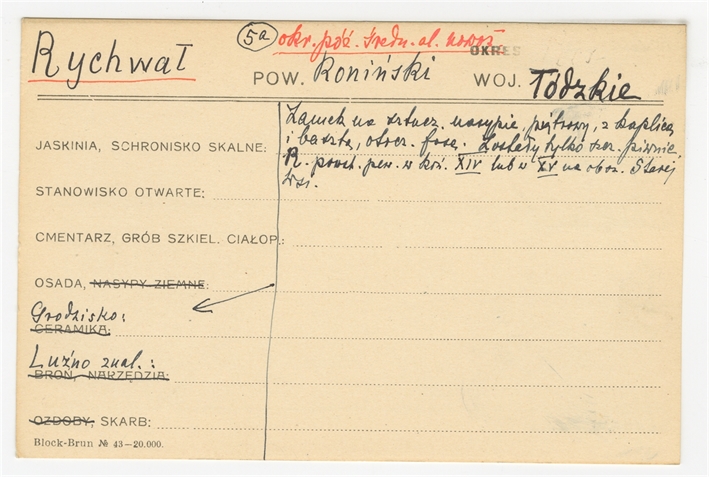 Rychwał
5a okr. póź. średn. al. nowoż.
OKRES
POW. Koniński WOJ. Łódzkie
Zamek na sztucz. nasypie, piętrowy, z kaplicą
i basztą, otocz. fosą. Zostały tylko szcz. piwnic
JASKINIA, SCHRONISKO SKALNE:
R. powst. pew. w koń. XIV lub w XV na obsz. Starej
Wsi.
STANOWISKO OTWARTE:
CMENTARZ, GRÓB SZKIEL. CIAŁOP.:
OSADA, NASYPY ZIEMNE:
Grodzisko:
CERAMIKA:
Luźno znal.:
BROŃ, NARZĘDZIA:
OZDOBY, SKARB:
Block-Brun № 43—20.000.